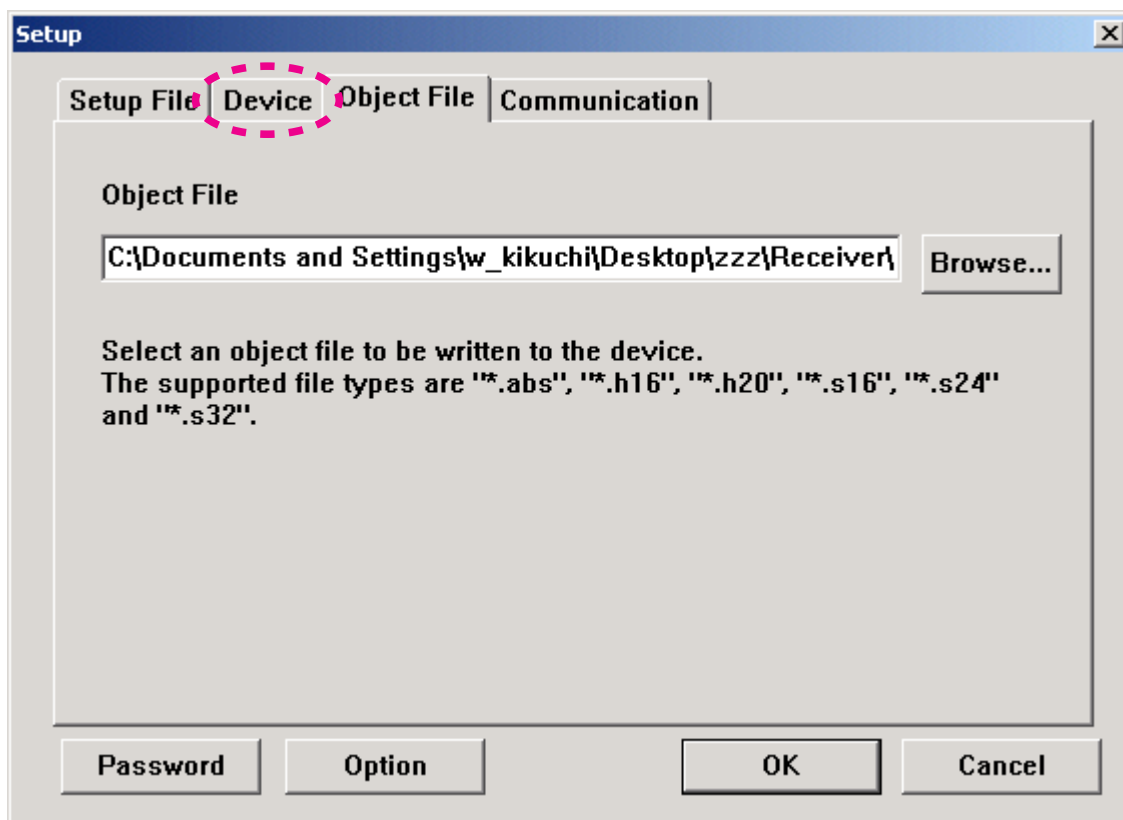 Setup
Setup File Device Object File Communication
Object File
C:\Documents and Settings\w_kikuchi\Desktop\zzz\Receiver\
Browse...
Select an object file to be written to the device.
The supported file types are "*.abs", "*.h16", "*.h20", "*.s16", "*.s24"
and "*.s32".
Password Option OK Cancel